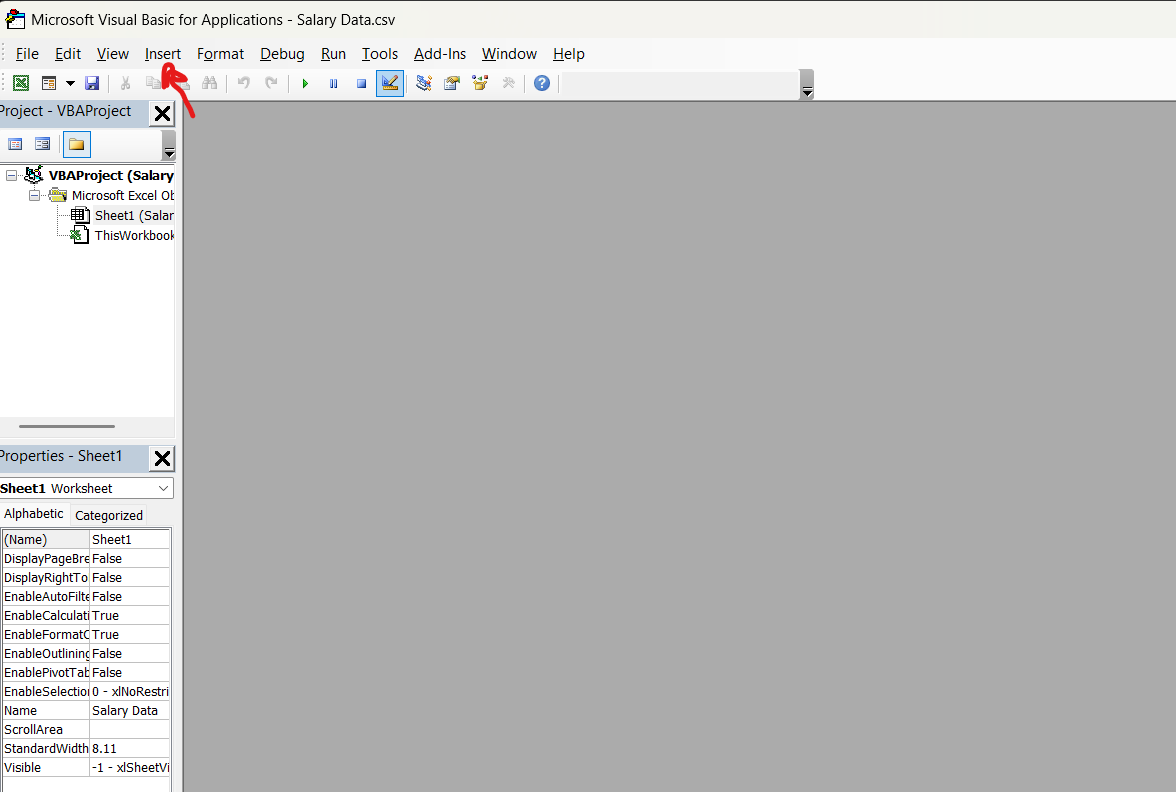 Microsoft Visual Basic for Applications - Salary Data.csv
File Edit View Insert Format Debug Run Tools Add-Ins Window Help
Project - VBAProject
VBAProject (Salary
Microsoft Excel Ob
Sheet1 (Salar
ThisWorkbook
Properties - Sheet1
Sheet1 Worksheet
Alphabetic Categorized
(Name) Sheet1
DisplayPageBre False
DisplayRightTo False
EnableAutoFilte False
EnableCalculati True
EnableFormatC True
EnableOutlining False
EnablePivotTab False
EnableSelection 0 - xlNoRestri
Name Salary Data
ScrollArea
StandardWidth 8.11
Visible -1 - xlSheetVi